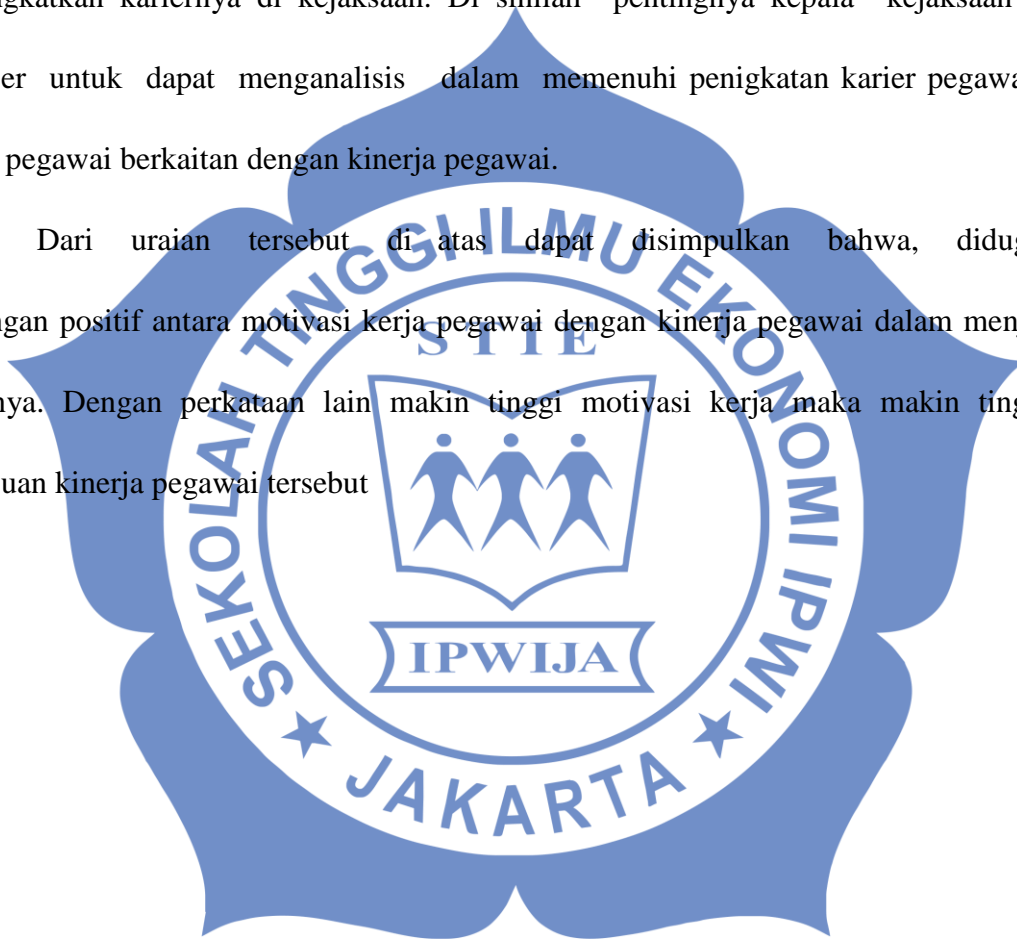 ngkatkan kariernya di kejaksaan. Di sinilah pentingnya kepala kejaksaan
er untuk dapat menganalisis dalam memenuhi penigkatan karier pegawa
pegawai berkaitan dengan kinerja pegawai.
Dari uraian tersebut di atas dapat disimpulkan bahwa, didug
ngan positif antara motivasi kerja pegawai dengan kinerja pegawai dalam menj
nya. Dengan perkataan lain makin tinggi motivasi kerja maka makin ting
uan kinerja pegawai tersebut
SEKOLAH TINGGI ILMU EKONOMI IPWI
STIE
IPWIJA
★ JAKARTA ★